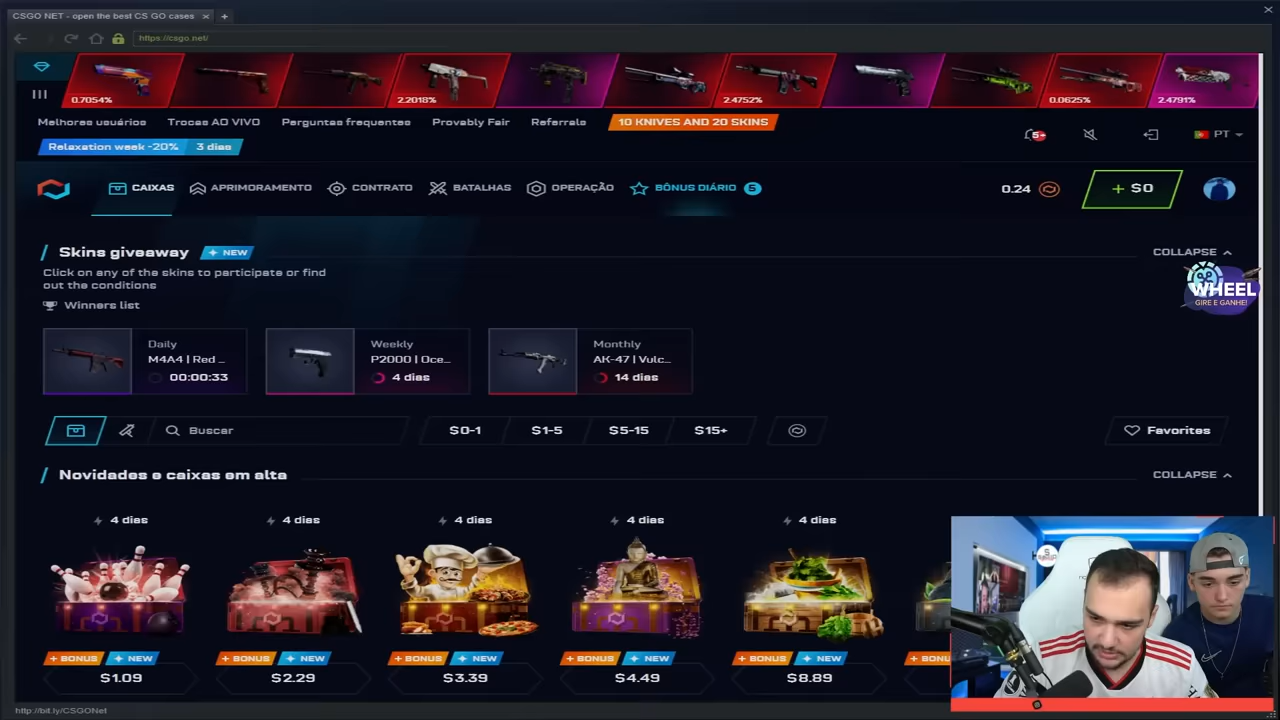 CSGO NET - open the best CS GO cases
https://csgo.net/
0.7054%
2.2018%
2.4752%
0.0625%
2.4791%
Melhores usuários
Trocas AO VIVO
Perguntas frequentes
Provably Fair
Referrals
10 KNIVES AND 20 SKINS
Relaxation week -20%
3 dias
5+
PT
CAIXAS
APRIMORAMENTO
CONTRATO
BATALHAS
OPERAÇÃO
BÔNUS DIÁRIO
5
0.24
+ $0
Skins giveaway
NEW
COLLAPSE
Click on any of the skins to participate or find
out the conditions
Winners list
WHEEL
GIRE E GANHE!
Daily
M4A4 | Red ...
00:00:33
Weekly
P2000 | Oce...
4 dias
Monthly
AK-47 | Vulc...
14 dias
Buscar
$0-1
$1-5
$5-15
$15+
Favorites
Novidades e caixas em alta
COLLAPSE
4 dias
4 dias
4 dias
4 dias
4 dias
+ BONUS
NEW
+ BONUS
NEW
+ BONUS
NEW
+ BONUS
NEW
+ BONUS
NEW
+ BONU
$1.09
$2.29
$3.39
$4.49
$8.89
http://bit.ly/CSGONet